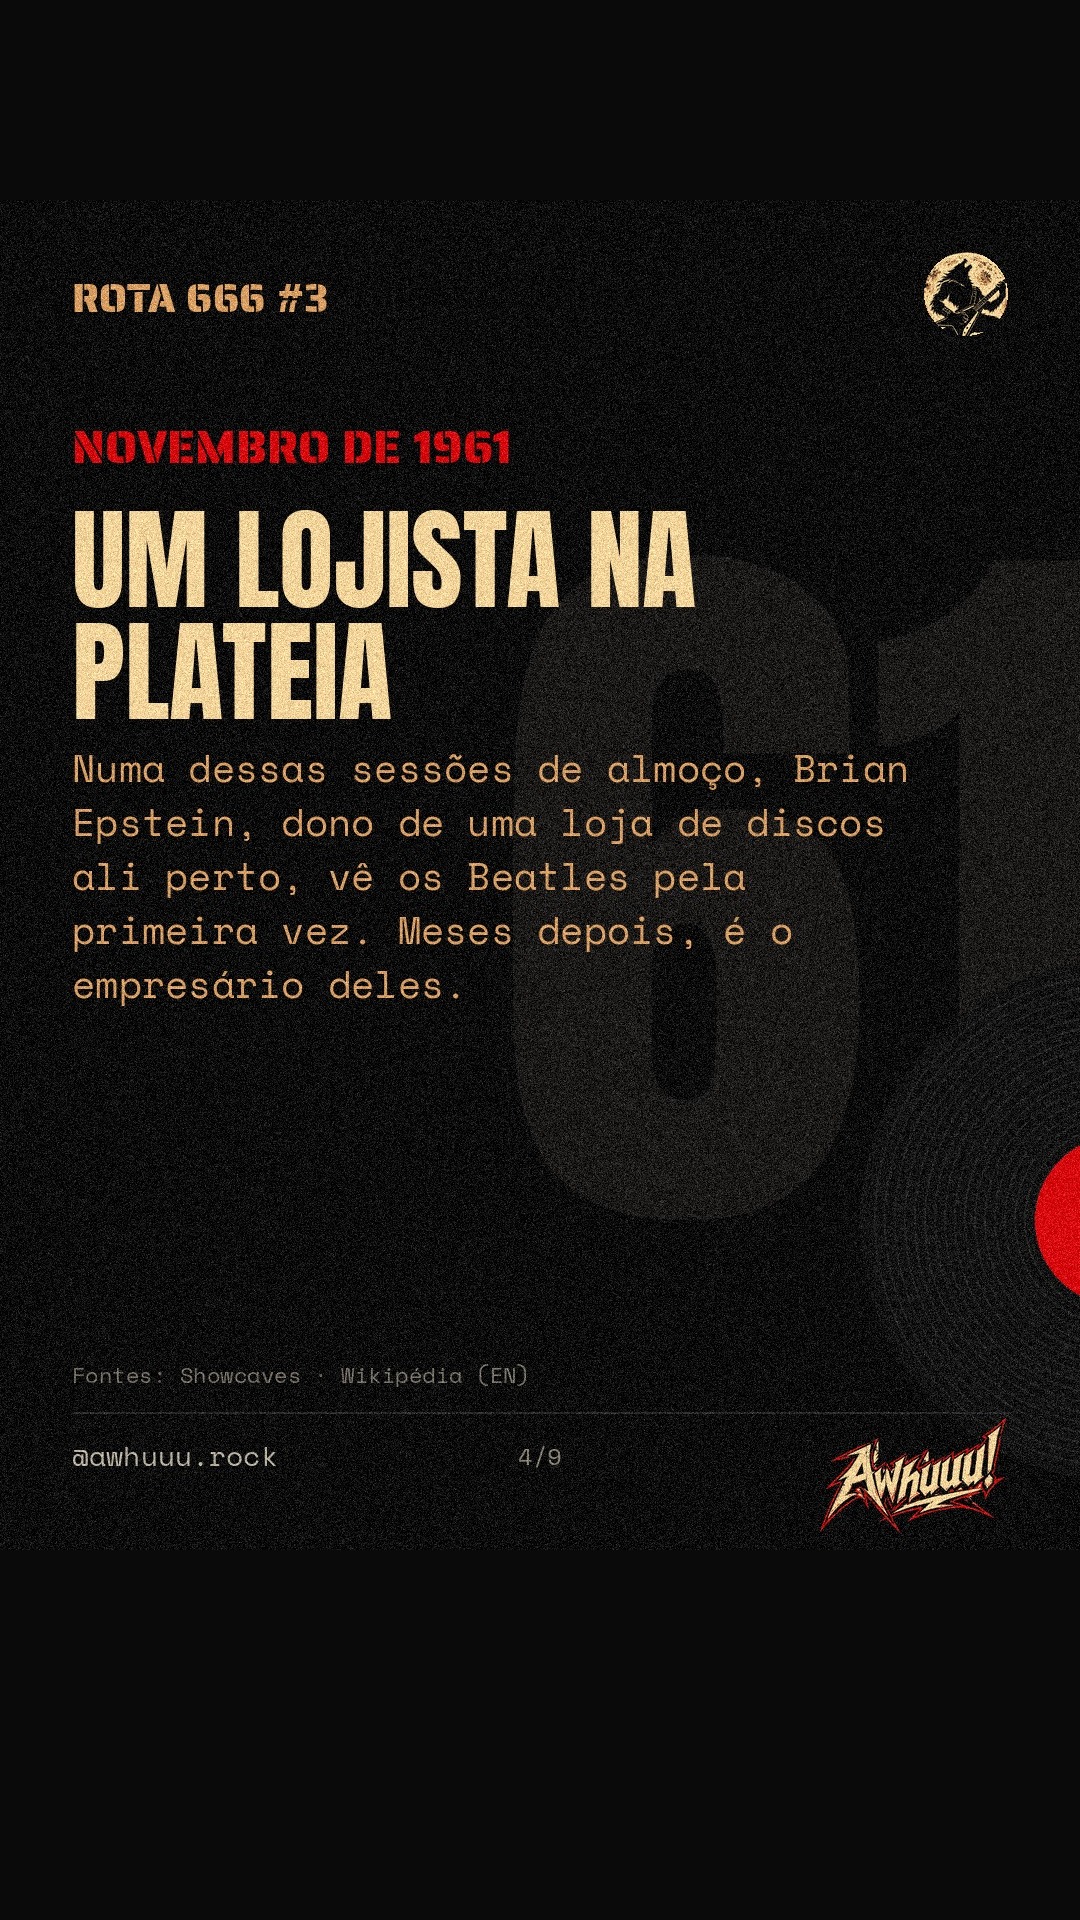 ROTA 666 #3
NOVEMBRO DE 1961
UM LOJISTA NA
PLATEIA
61
Numa dessas sessões de almoço, Brian
Epstein, dono de uma loja de discos
ali perto, vê os Beatles pela
primeira vez. Meses depois, é o
empresário deles.
Fontes: Showcaves · Wikipédia (EN)
@awhuuu.rock
4/9
Awhuuu!